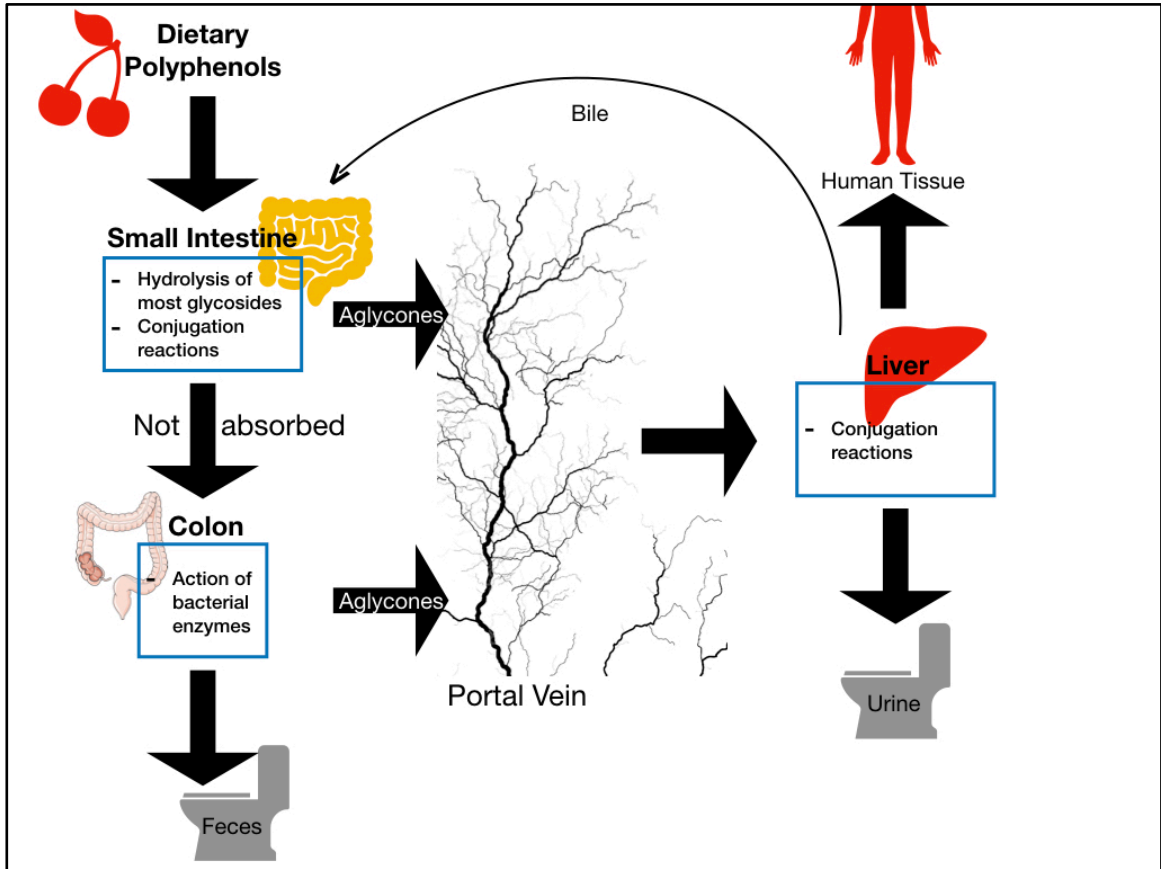 Dietary
Polyphenols
Bile
Human Tissue
Small Intestine
- Hydrolysis of
most glycosides
- Conjugation
reactions
Aglycones
Liver
- Conjugation
reactions
Not absorbed
Colon
- Action of
bacterial
enzymes
Aglycones
Portal Vein
Urine
Feces